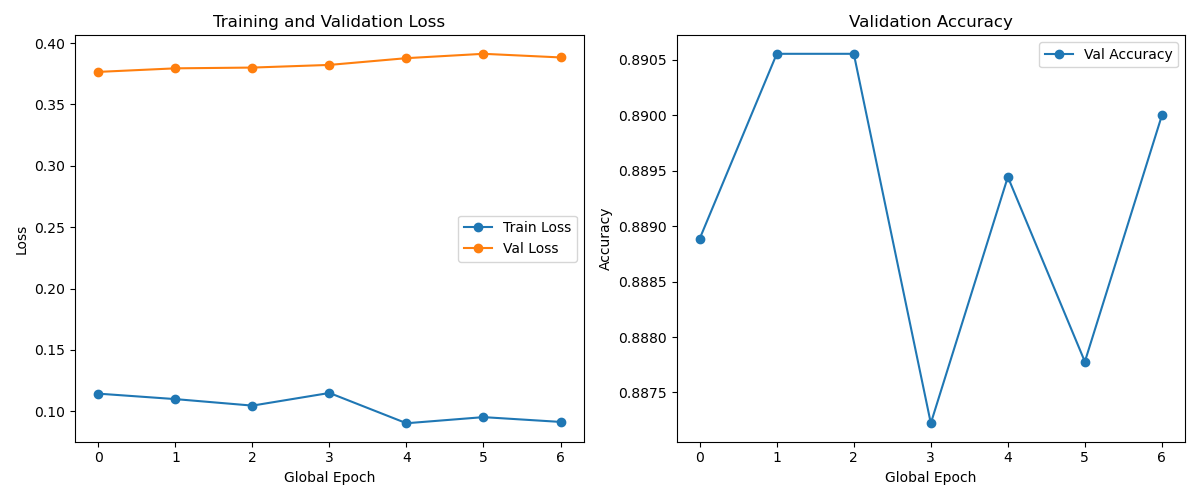 Training and Validation Loss
0.40
0.35
0.30
0.25
0.20
0.15
0.10
Loss
Train Loss
Val Loss
0 1 2 3 4 5 6
Global Epoch
Validation Accuracy
0.8905
0.8900
0.8895
0.8890
0.8885
0.8880
0.8875
Accuracy
Val Accuracy
0 1 2 3 4 5 6
Global Epoch